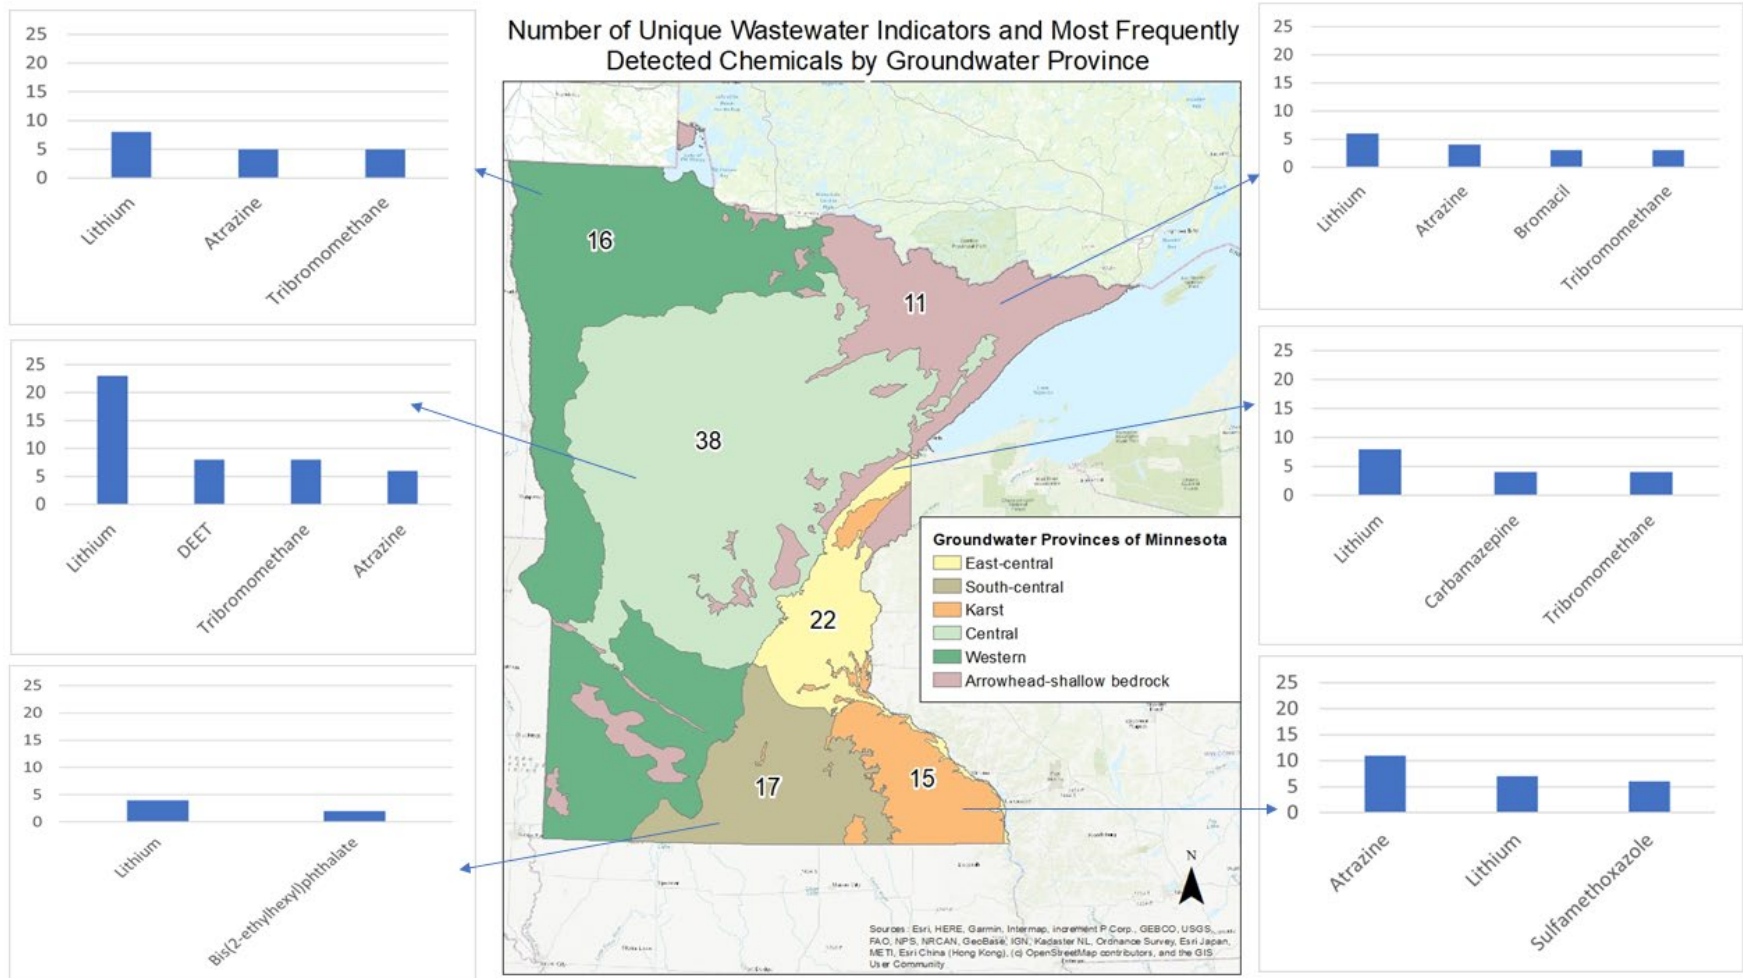 Number of Unique Wastewater Indicators and Most Frequently
Detected Chemicals by Groundwater Province
25
20
15
10
5
0
Lithium
Atrazine
Tribromomethane
25
20
15
10
5
0
Lithium
DEET
Tribromomethane
Atrazine
25
20
15
10
5
0
Lithium
Bis(2-ethylhexyl)phthalate
16
11
38
22
17
15
Groundwater Provinces of Minnesota
East-central
South-central
Karst
Central
Western
Arrowhead-shallow bedrock
N
Sources: Esri, HERE, Garmin, Intermap, increment P Corp., GEBCO, USGS,
FAO, NPS, NRCAN, GeoBase, IGN, Kadaster NL, Ordnance Survey, Esri Japan,
METI, Esri China (Hong Kong), (c) OpenStreetMap contributors, and the GIS
User Community
25
20
15
10
5
0
Lithium
Atrazine
Bromacil
Tribromomethane
25
20
15
10
5
0
Lithium
Carbamazepine
Tribromomethane
25
20
15
10
5
0
Atrazine
Lithium
Sulfamethoxazole